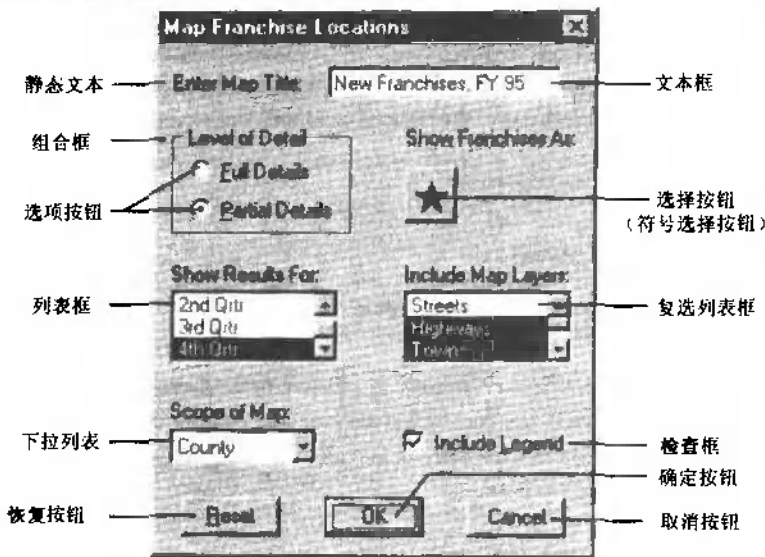 Map Franchise Locations
静态文本
Enter Map Title:
New Franchises, FY 95
文本框
组合框
Level of Detail
Show Franchises As:
Full Details
选项按钮
Partial Details
选择按钮
(符号选择按钮)
Show Results For:
Include Map Layers:
列表框
2nd Qrtr
3rd Qrtr
4th Qrtr
Streets
Highways
Town
复选列表框
Scope of Map:
下拉列表
County
Include Legend
检查框
确定按钮
恢复按钮
Reset
OK
Cancel
取消按钮